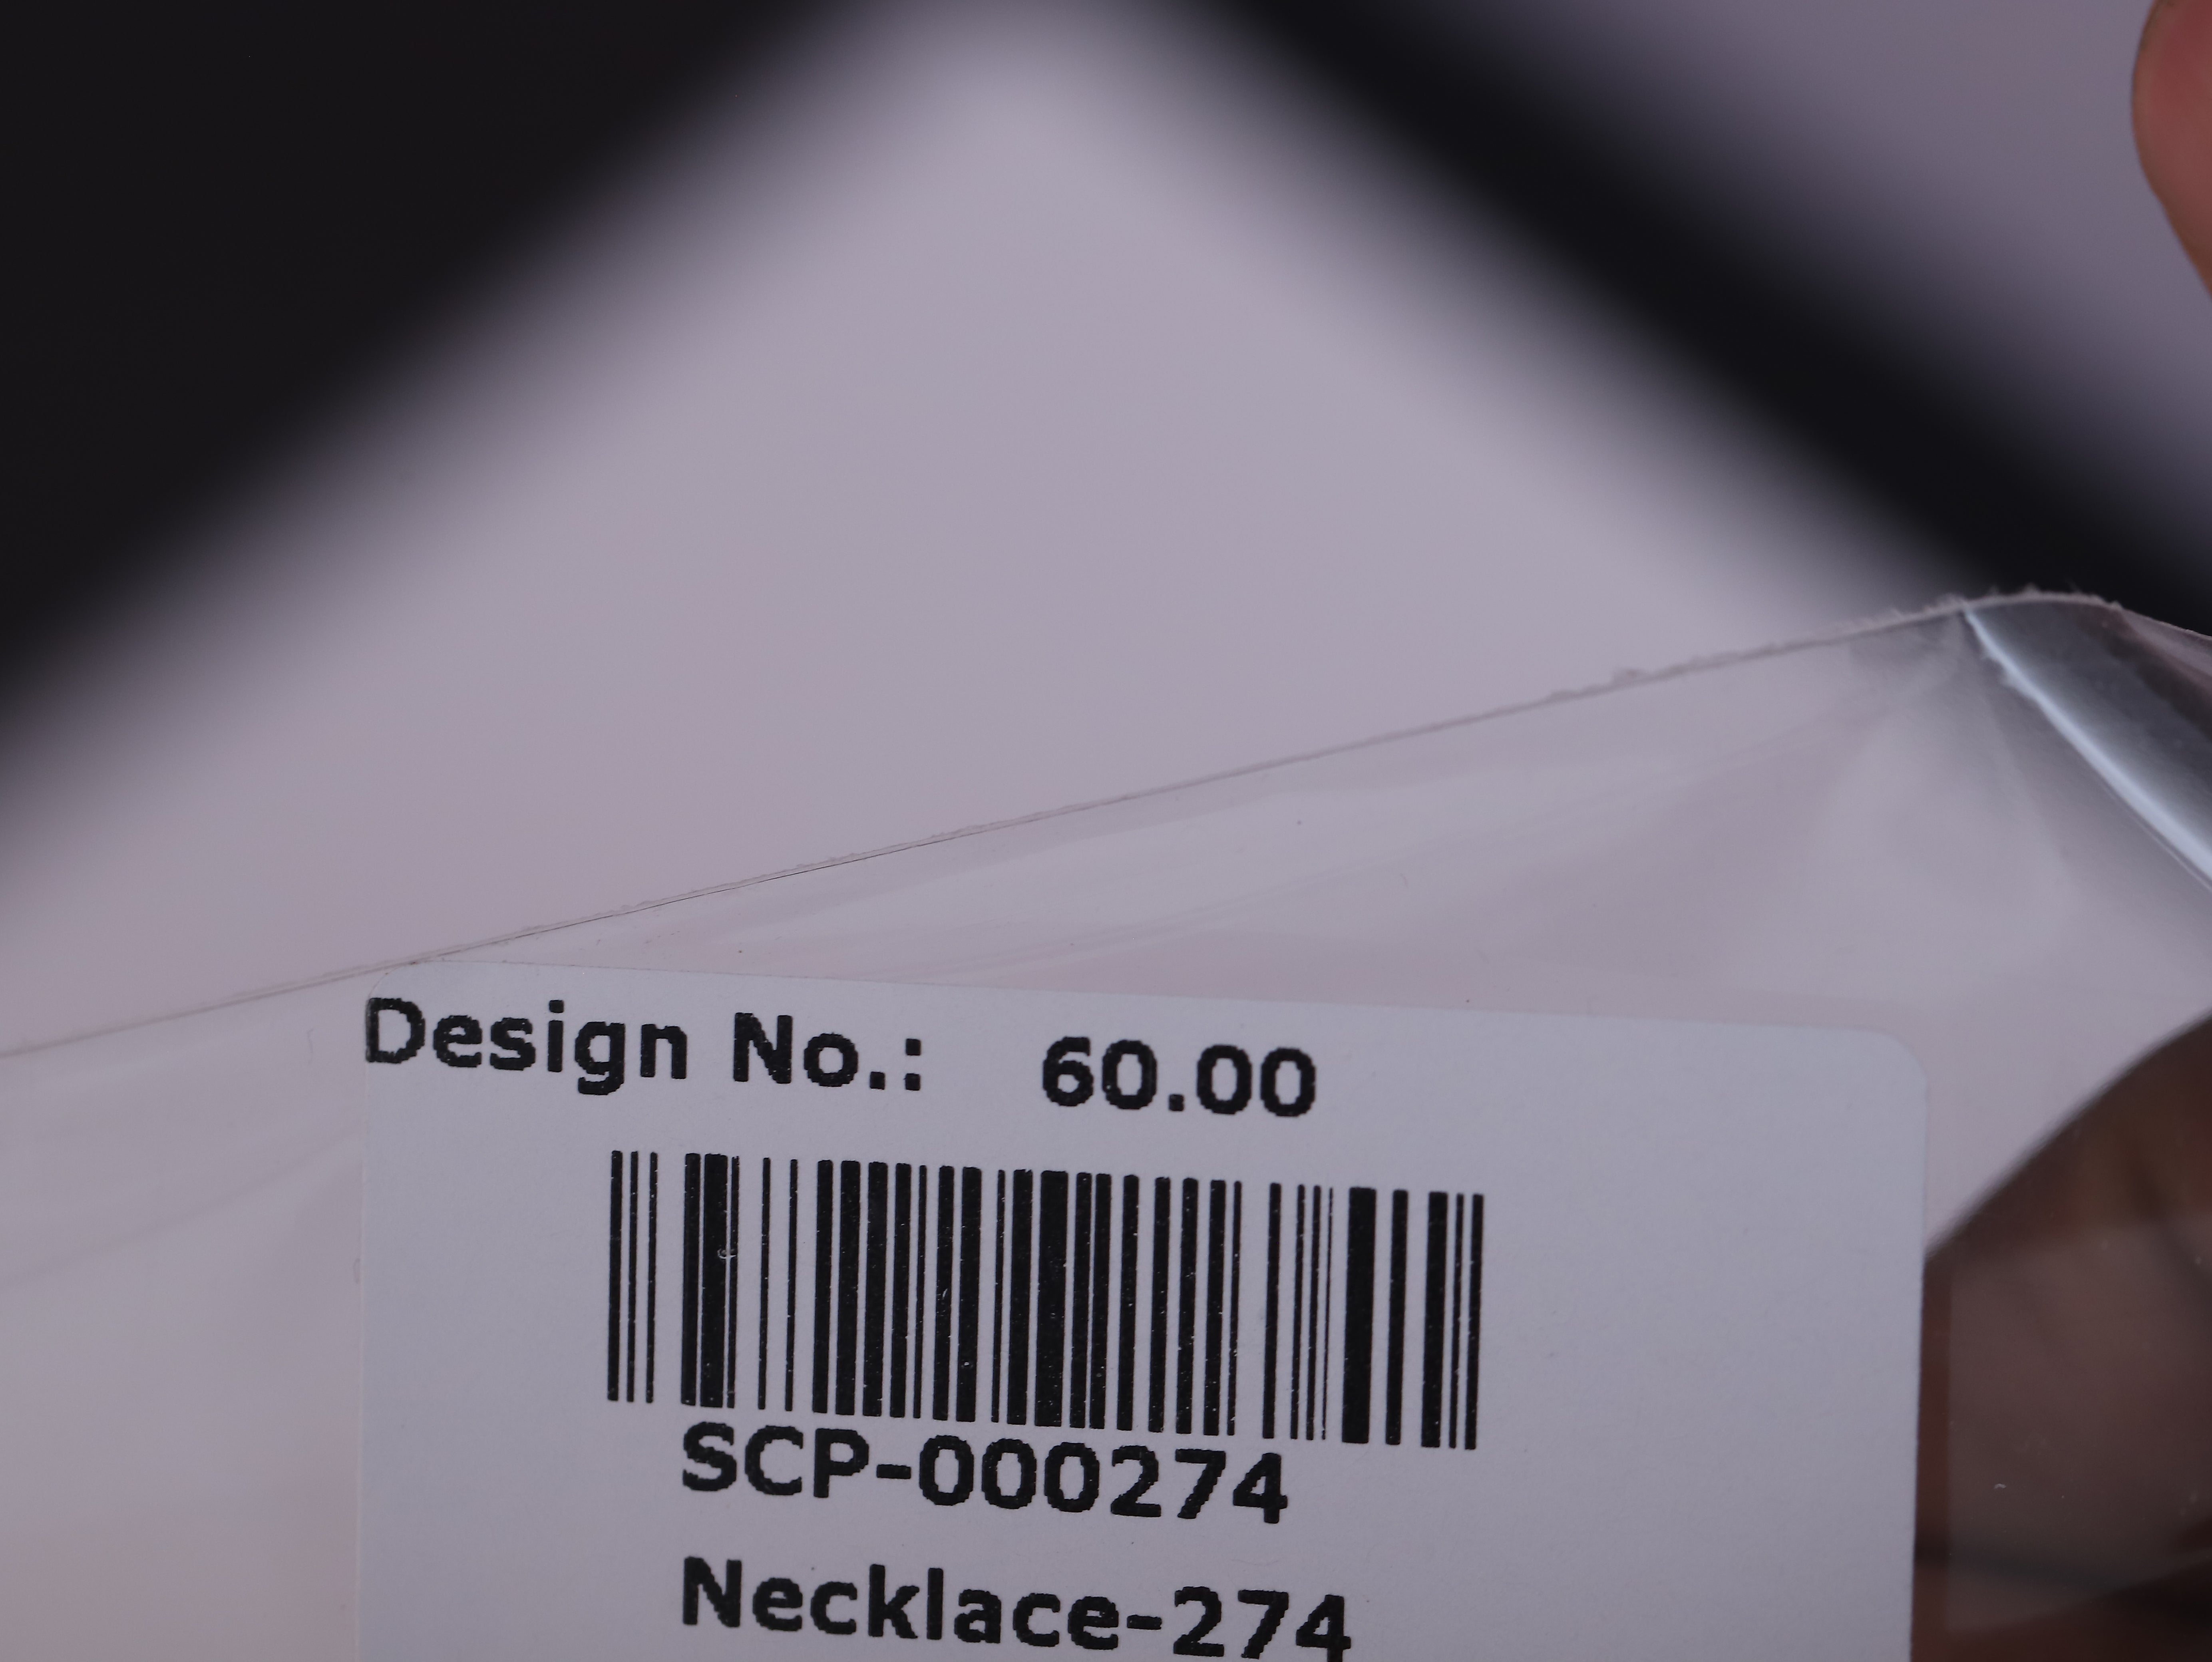 Design No.: 60.00
SCP-000274
Necklace-274